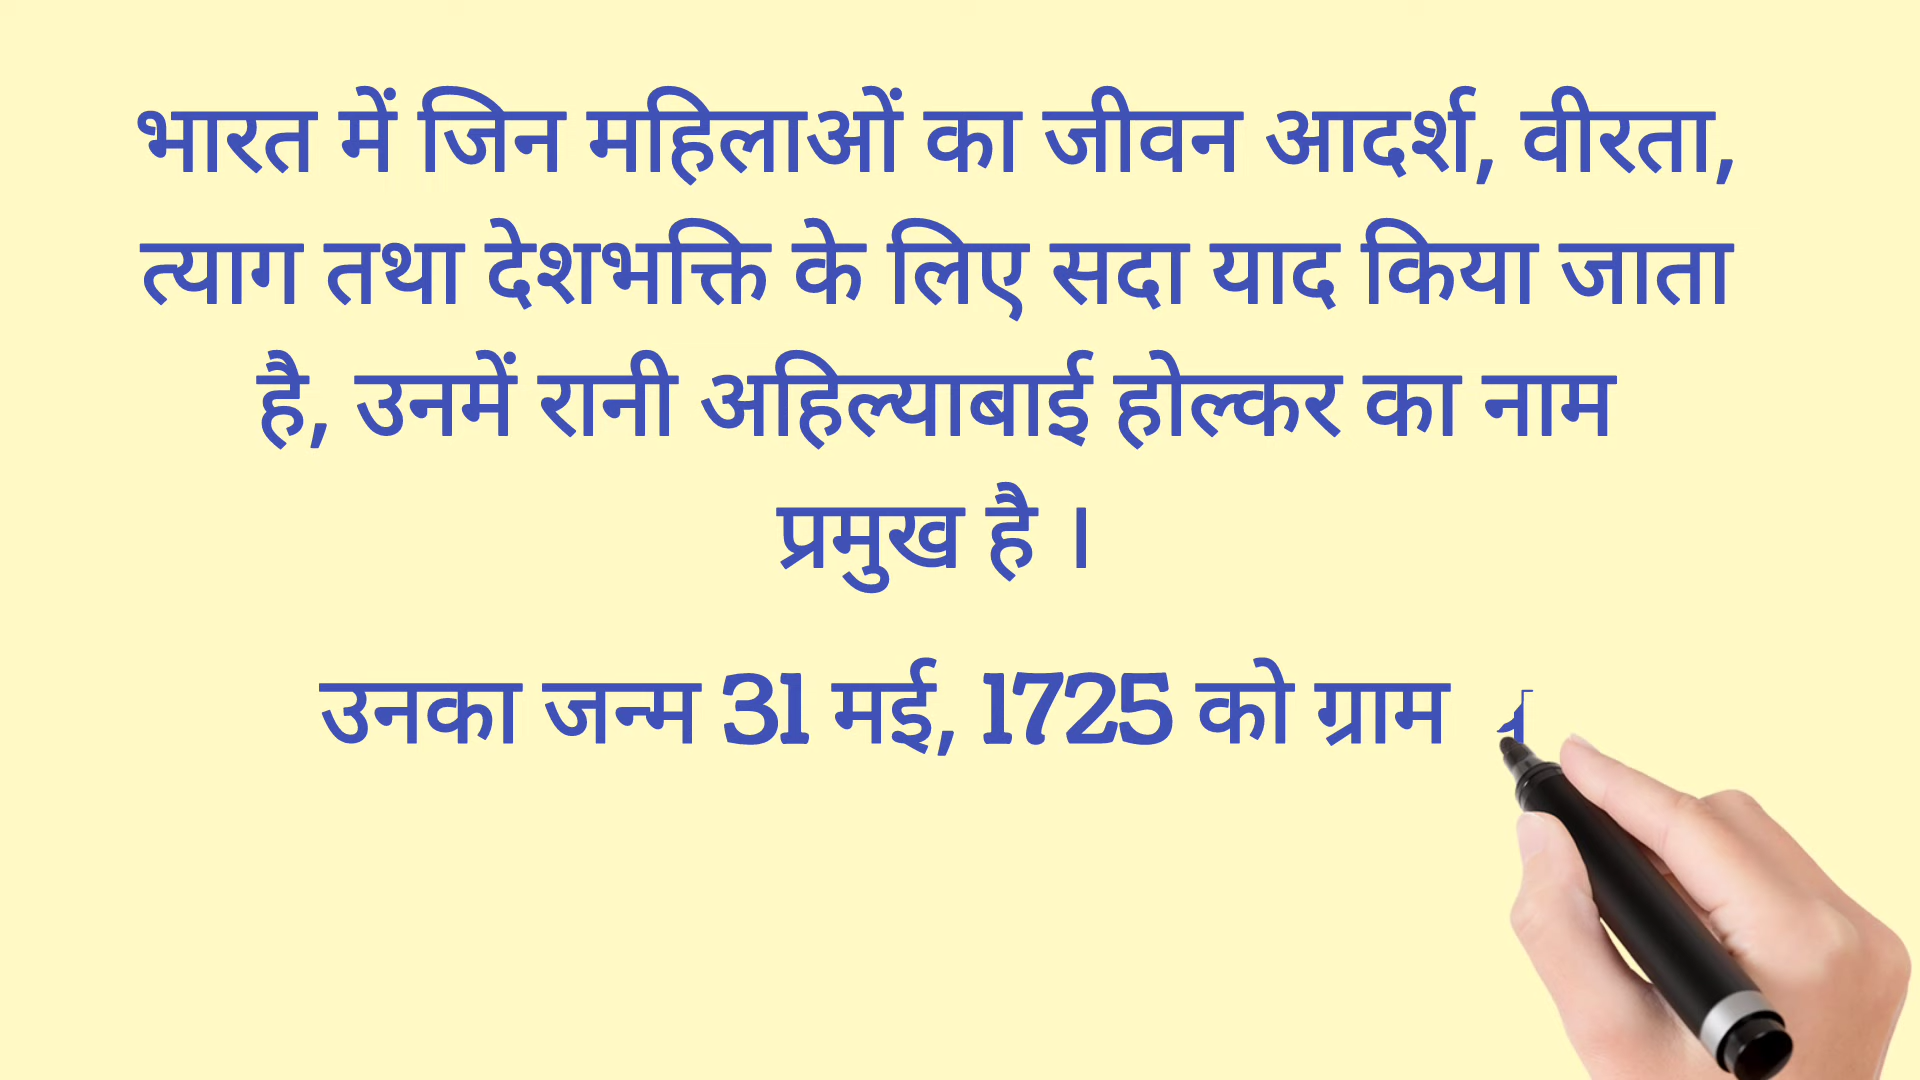 भारत में जिन महिलाओं का जीवन आदर्श, वीरता,
त्याग तथा देशभक्ति के लिए सदा याद किया जाता
है, उनमें रानी अहिल्याबाई होल्कर का नाम
प्रमुख है ।
उनका जन्म 31 मई, 1725 को ग्राम